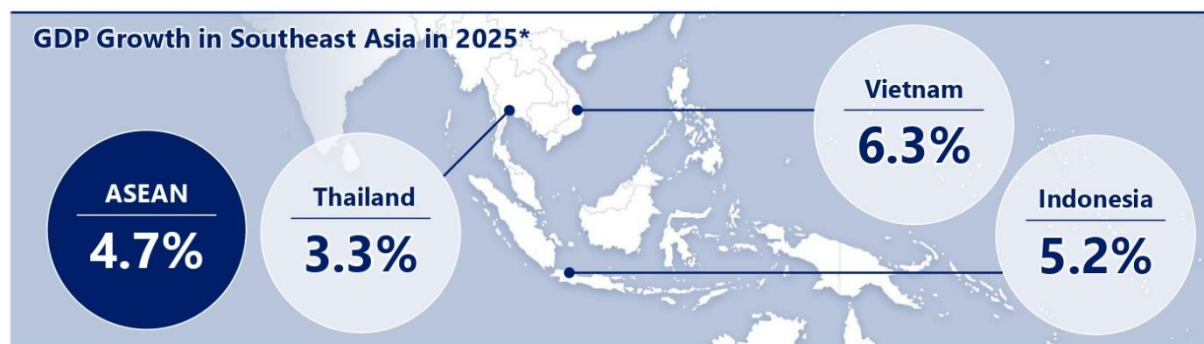 GDP Growth in Southeast Asia in 2025*
ASEAN
4.7%
Thailand
3.3%
Vietnam
6.3%
Indonesia
5.2%